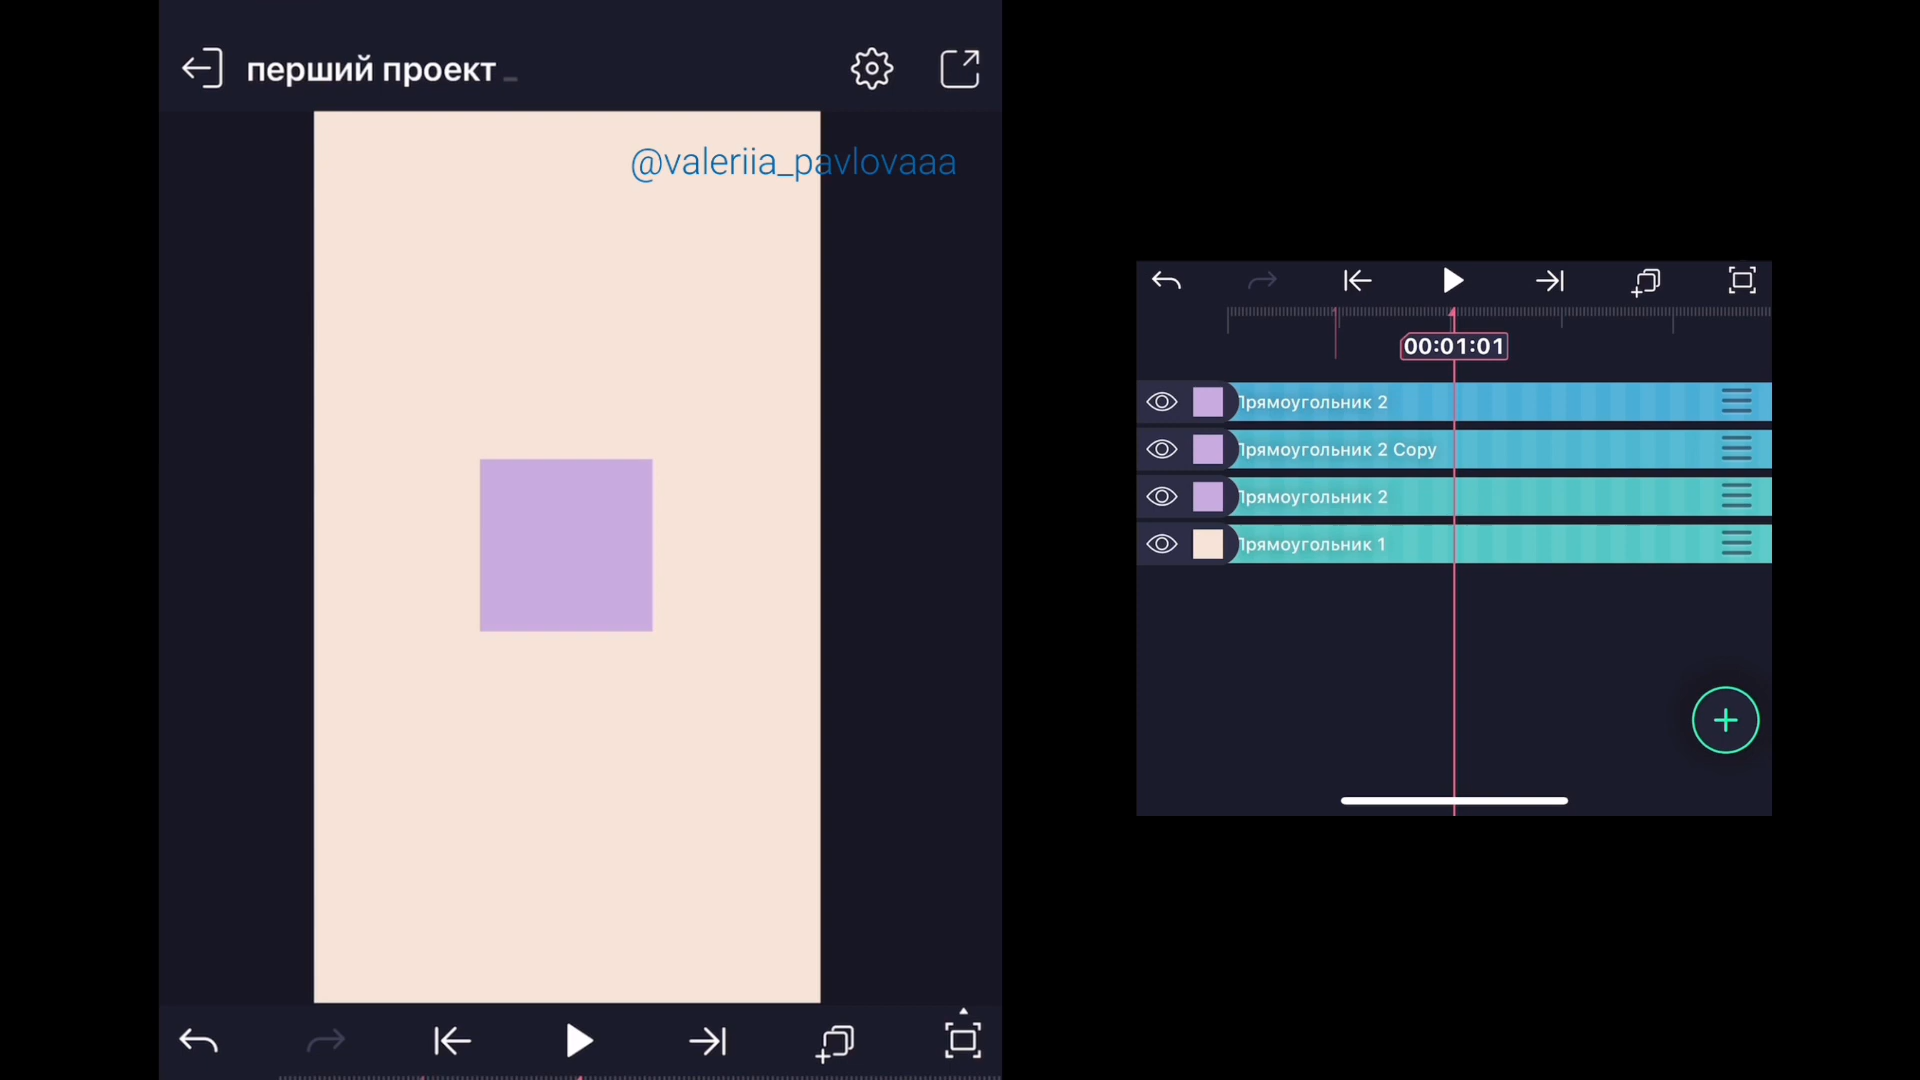 перший проект
@valeriia_pavlovaaa
00:01:01
Прямоугольник 2
Прямоугольник 2 Copy
Прямоугольник 2
Прямоугольник 1